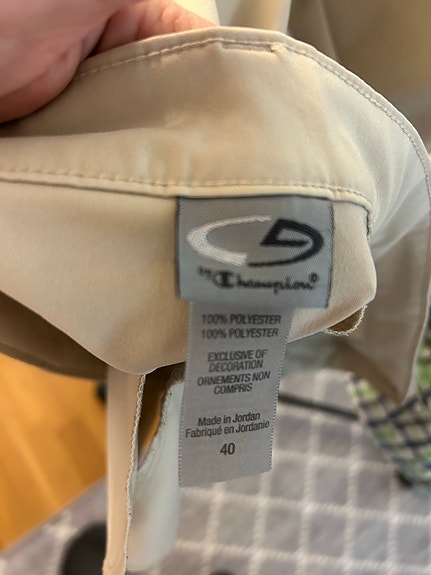 by Champion®
100% POLYESTER
100% POLYESTER
EXCLUSIVE OF
DECORATION
ORNEMENTS NON
COMPRIS
Made in Jordan
Fabriqué en Jordanie
40